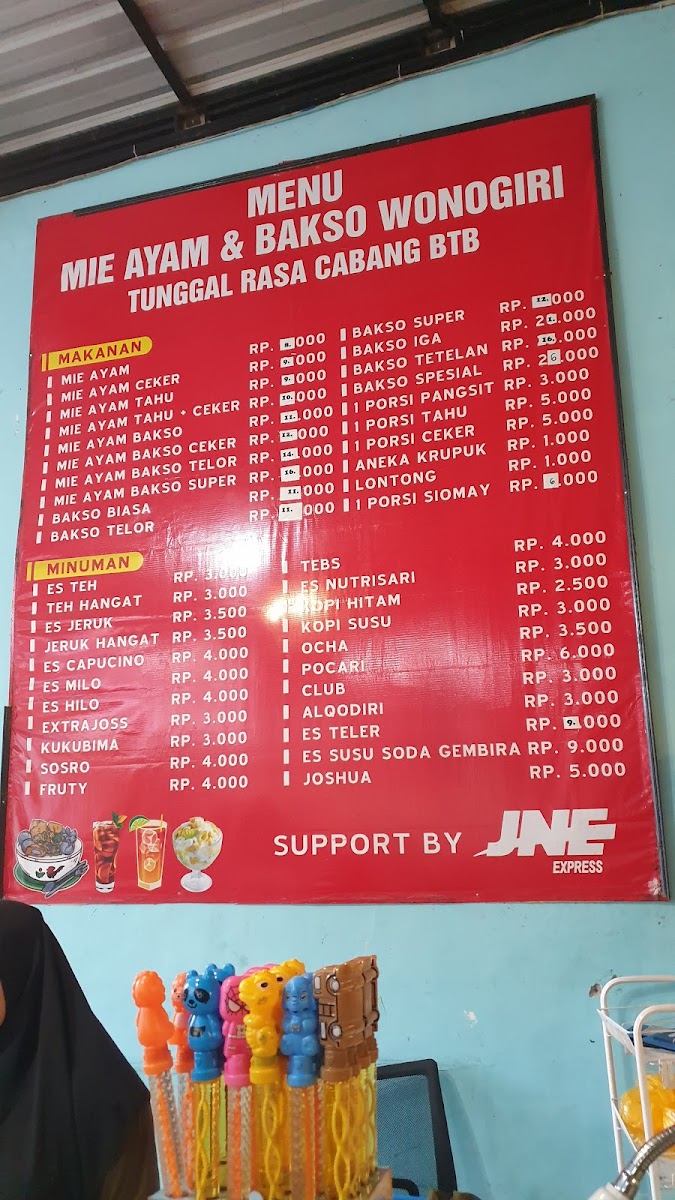 MENU
MIE AYAM & BAKSO WONOGIRI
TUNGGAL RASA CABANG BTB
MAKANAN
MIE AYAM RP. 8.000
MIE AYAM CEKER RP. 9.000
MIE AYAM TAHU RP. 9.000
MIE AYAM TAHU + CEKER RP. 10.000
MIE AYAM BAKSO RP. 11.000
MIE AYAM BAKSO CEKER RP. 12.000
MIE AYAM BAKSO TELOR RP. 14.000
MIE AYAM BAKSO SUPER RP. 16.000
BAKSO BIASA RP. 11.000
BAKSO TELOR RP. 11.000
BAKSO SUPER RP. 12.000
BAKSO IGA RP. 21.000
BAKSO TETELAN RP. 16.000
BAKSO SPESIAL RP. 26.000
1 PORSI PANGSIT RP. 3.000
1 PORSI TAHU RP. 5.000
1 PORSI CEKER RP. 5.000
ANEKA KRUPUK RP. 1.000
LONTONG RP. 1.000
1 PORSI SIOMAY RP. 6.000
MINUMAN
ES TEH RP. 3.000
TEH HANGAT RP. 3.000
ES JERUK RP. 3.500
JERUK HANGAT RP. 3.500
ES CAPUCINO RP. 4.000
ES MILO RP. 4.000
ES HILO RP. 4.000
EXTRAJOSS RP. 3.000
KUKUBIMA RP. 3.000
SOSRO RP. 4.000
FRUTY RP. 4.000
TEBS RP. 4.000
ES NUTRISARI RP. 3.000
KOPI HITAM RP. 2.500
KOPI SUSU RP. 3.000
OCHA RP. 3.500
POCARI RP. 6.000
CLUB RP. 3.000
ALQODIRI RP. 3.000
ES TELER RP. 9.000
ES SUSU SODA GEMBIRA RP. 9.000
JOSHUA RP. 5.000
SUPPORT BY JNE
EXPRESS